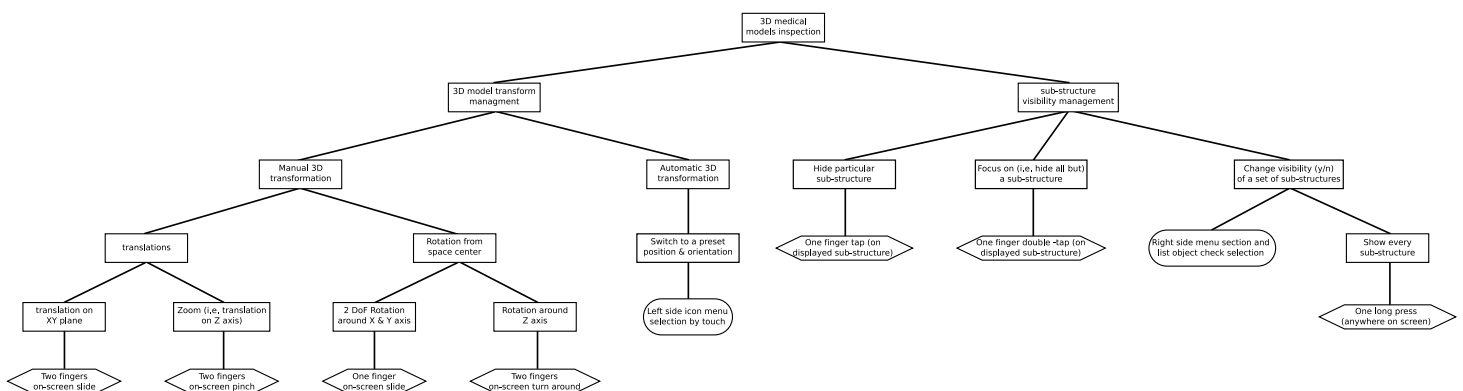 3D medical
models inspection
3D model transform
managment
sub-structure
visibility management
Manual 3D
transformation
Automatic 3D
transformation
Hide particular
sub-structure
Focus on (i.e. hide all but)
a sub-structure
Change visibility (y/n)
of a set of sub-structures
translations
Rotation from
space center
Switch to a preset
position & orientation
One finger tap (on
displayed sub-structure)
One finger double -tap (on
displayed sub-structure)
Right side menu section and
list object check selection
Show every
sub-structure
translation on
XY plane
Zoom (i,e, translation
on Z axis)
2 DoF Rotation
around X & Y axis
Rotation around
Z axis
Left side icon menu
selection by touch
One long press
(anywhere on screen)
Two fingers
on-screen slide
Two fingers
on-screen pinch
One finger
on-screen slide
Two fingers
on-screen turn around